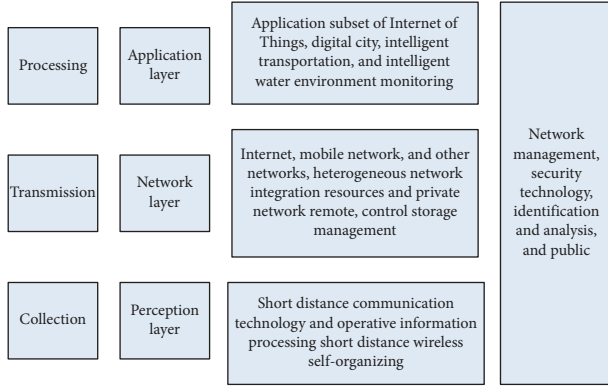 Processing
Application
layer
Application subset of Internet of
Things, digital city, intelligent
transportation, and intelligent
water environment monitoring
Transmission
Network
layer
Internet, mobile network, and other
networks, heterogeneous network
integration resources and private
network remote, control storage
management
Collection
Perception
layer
Short distance communication
technology and operative information
processing short distance wireless
self-organizing
Network
management,
security
technology,
identification
and analysis,
and public